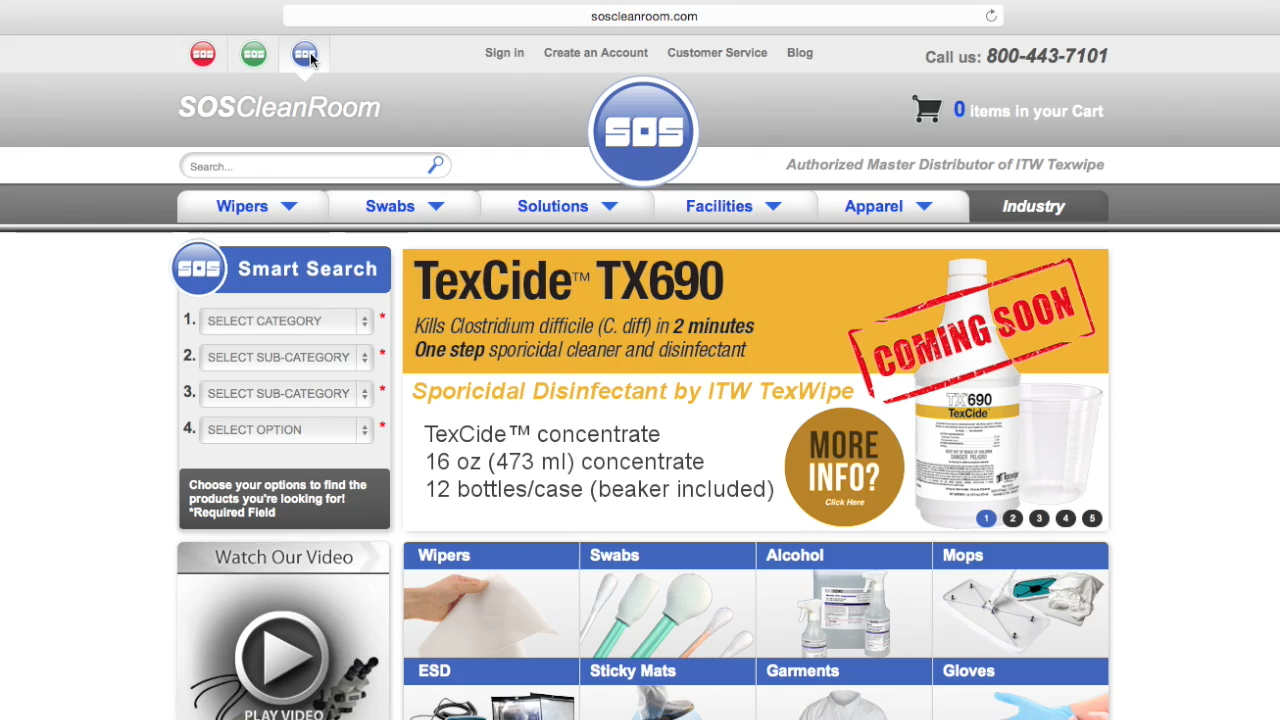 soscleanroom.com
SOS SOS SOS
Sign in Create an Account Customer Service Blog
Call us: 800-443-7101
SOSCleanRoom
SOS
0 items in your Cart
Search...
Authorized Master Distributor of ITW Texwipe
Wipers Swabs Solutions Facilities Apparel Industry
SOS Smart Search
1. SELECT CATEGORY *
2. SELECT SUB-CATEGORY *
3. SELECT SUB-CATEGORY *
4. SELECT OPTION *
Choose your options to find the
products you're looking for!
*Required Field
Watch Our Video
PLAY VIDEO
TexCide™ TX690
Kills Clostridium difficile (C. diff) in 2 minutes
One step sporicidal cleaner and disinfectant
COMING SOON
Sporicidal Disinfectant by ITW TexWipe
TexCide™ concentrate
16 oz (473 ml) concentrate
12 bottles/case (beaker included)
MORE
INFO?
Click Here
TX690
TexCide
1 2 3 4 5
Wipers Swabs Alcohol Mops
ESD Sticky Mats Garments Gloves